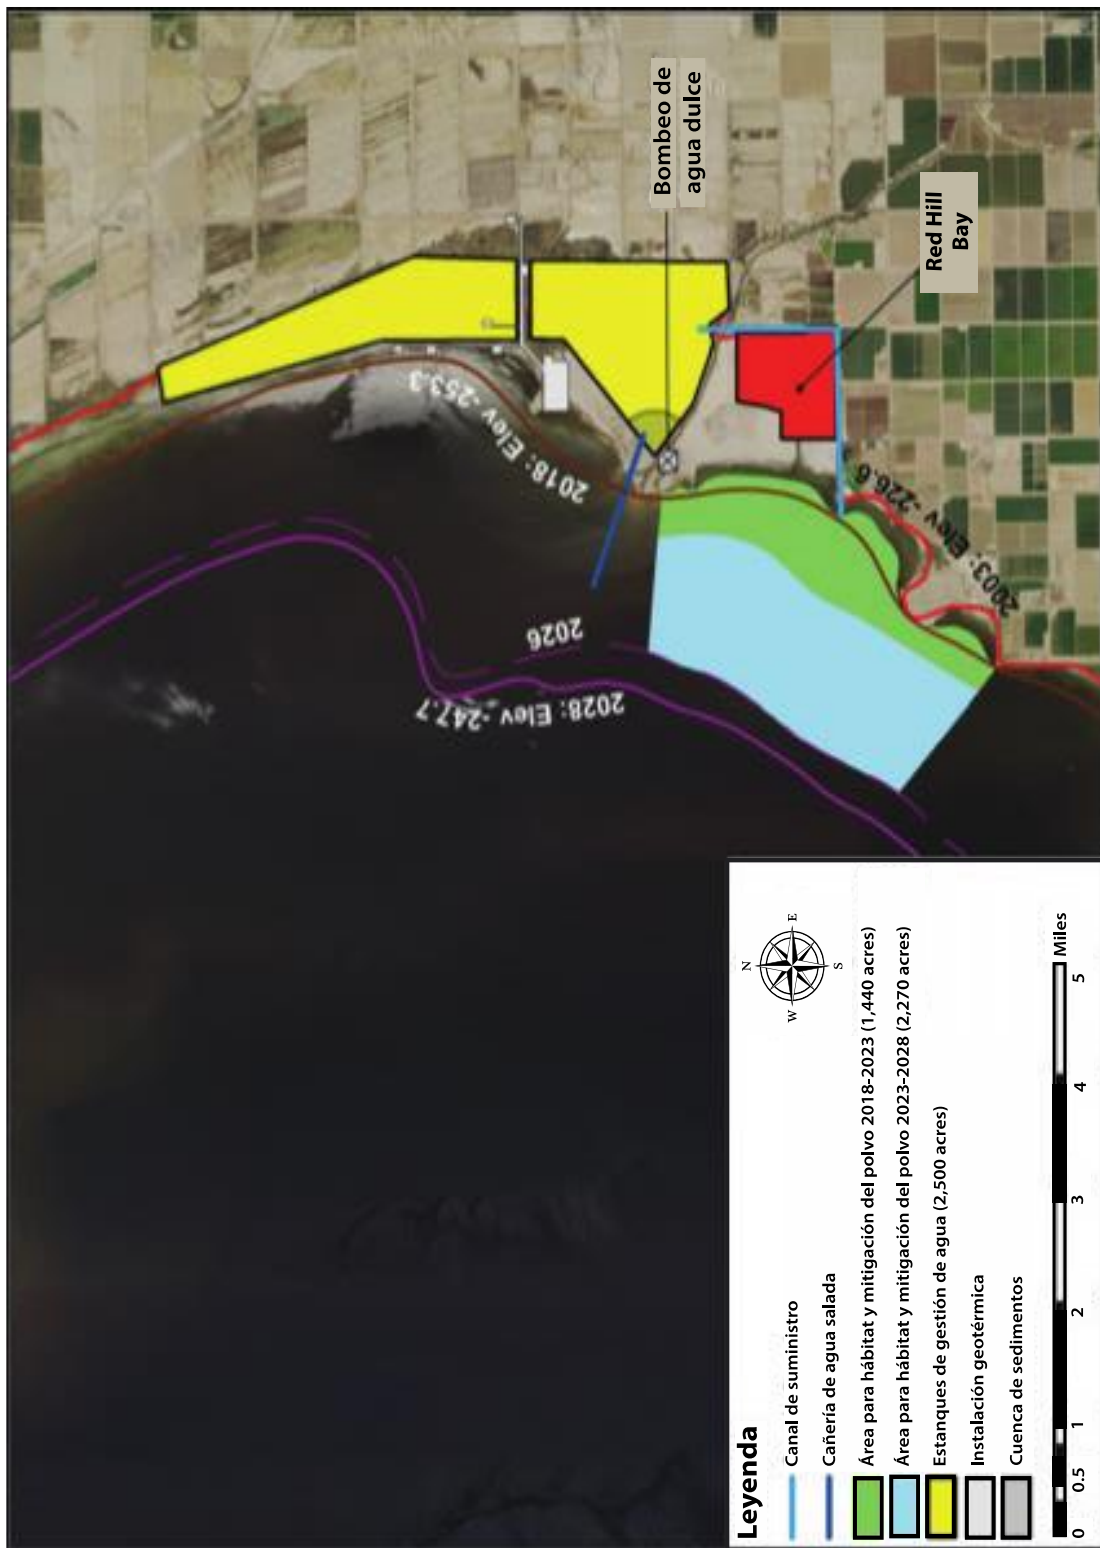 Bombeo de
agua dulce
Red Hill
Bay
2018: Elev -253.3
2003: Elev -226.6
2026
2028: Elev -247.7
Leyenda
Canal de suministro
Cañería de agua salada
Área para hábitat y mitigación del polvo 2018-2023 (1,440 acres)
Área para hábitat y mitigación del polvo 2023-2028 (2,270 acres)
Estanques de gestión de agua (2,500 acres)
Instalación geotérmica
Cuenca de sedimentos
N
W
E
S
0 0.5 1 2 3 4 5
Miles